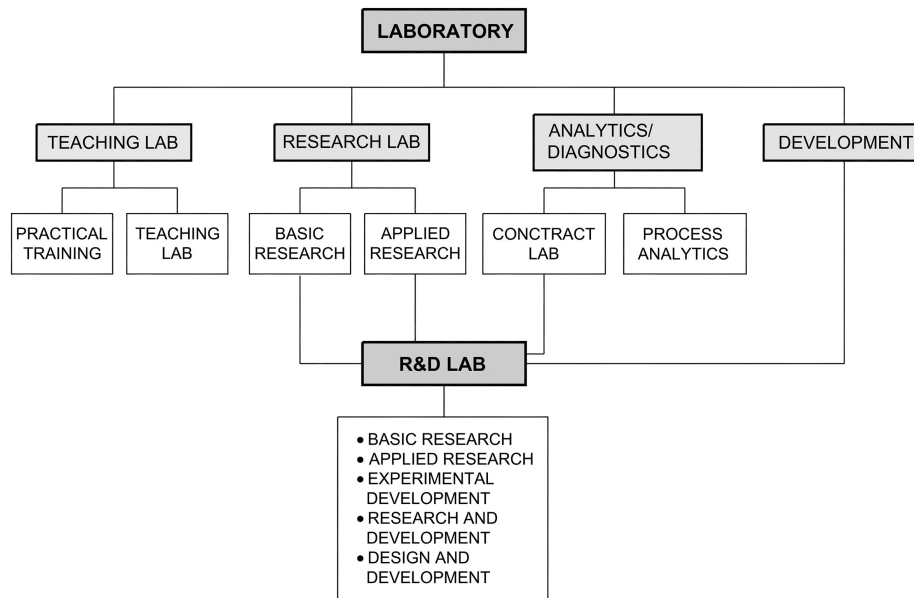 LABORATORY
TEACHING LAB
RESEARCH LAB
ANALYTICS/
DIAGNOSTICS
DEVELOPMENT
PRACTICAL
TRAINING
TEACHING
LAB
BASIC
RESEARCH
APPLIED
RESEARCH
CONCTRACT
LAB
PROCESS
ANALYTICS
R&D LAB
• BASIC RESEARCH
• APPLIED RESEARCH
• EXPERIMENTAL
DEVELOPMENT
• RESEARCH AND
DEVELOPMENT
• DESIGN AND
DEVELOPMENT